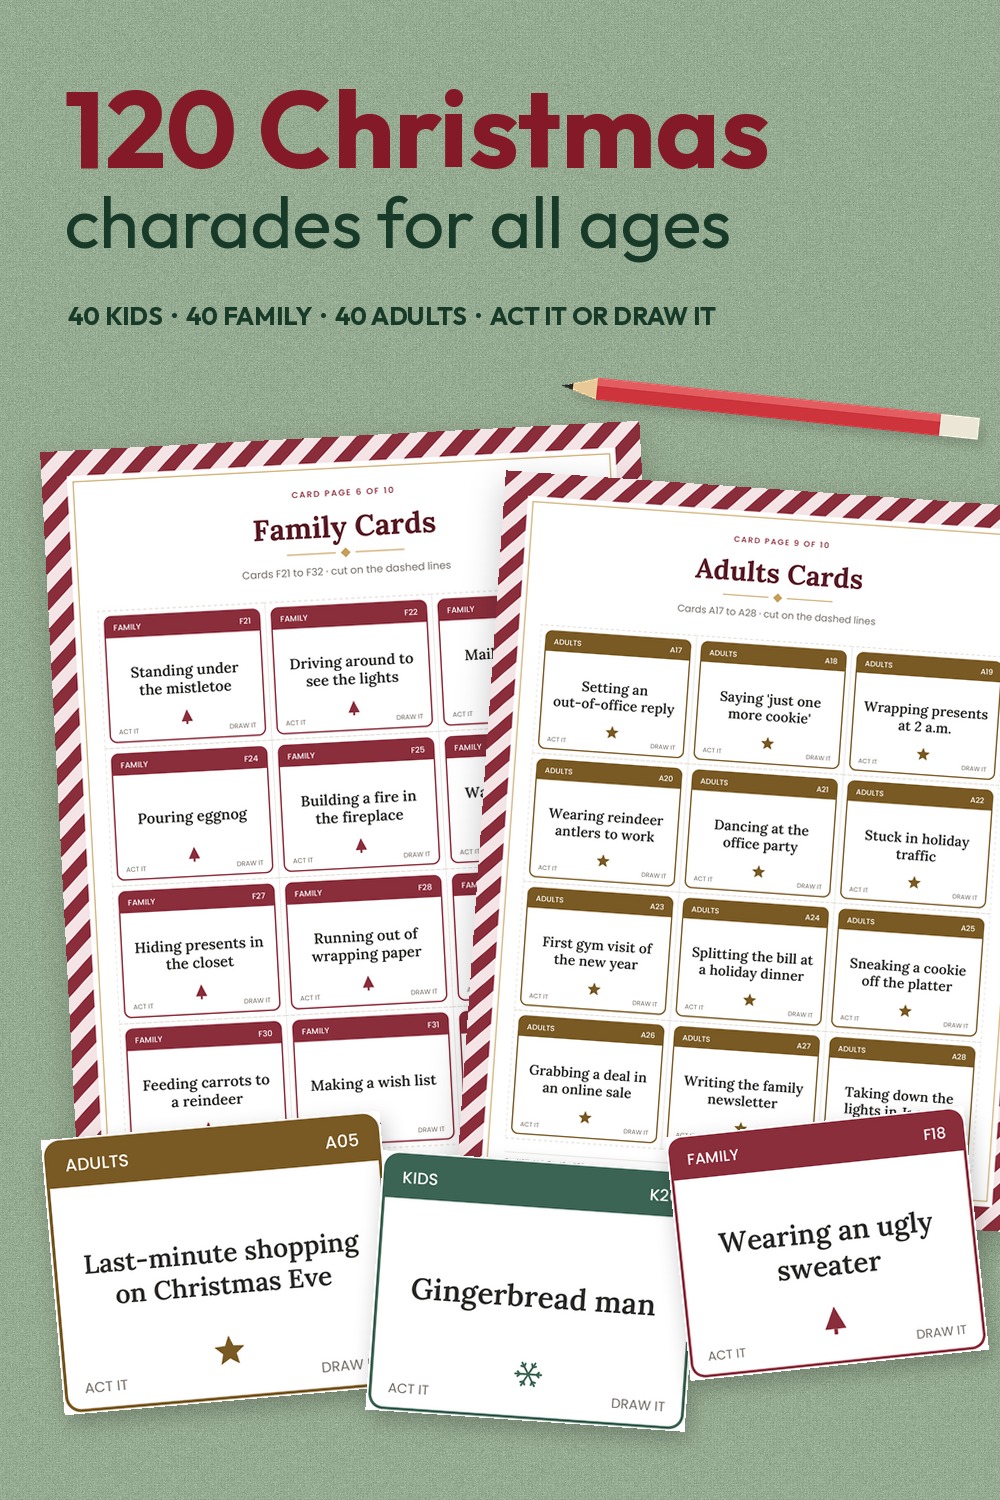 120 Christmas
charades for all ages
40 KIDS · 40 FAMILY · 40 ADULTS · ACT IT OR DRAW IT
CARD PAGE 6 OF 10
Family Cards
Cards F21 to F32 · cut on the dashed lines
FAMILY F21
Standing under
the mistletoe
ACT IT DRAW IT
FAMILY F22
Driving around to
see the lights
ACT IT DRAW IT
FAMILY
ACT IT
FAMILY F24
Pouring eggnog
ACT IT DRAW IT
FAMILY F25
Building a fire in
the fireplace
ACT IT DRAW IT
FAMILY
ACT IT
FAMILY F27
Hiding presents in
the closet
ACT IT DRAW IT
FAMILY F28
Running out of
wrapping paper
ACT IT DRAW IT
FAMILY F30
Feeding carrots to
a reindeer
FAMILY F31
Making a wish list
DRAW IT
CARD PAGE 9 OF 10
Adults Cards
Cards A17 to A28 · cut on the dashed lines
ADULTS A17
Setting an
out-of-office reply
ACT IT DRAW IT
ADULTS A18
Saying 'just one
more cookie'
ACT IT DRAW IT
ADULTS A19
Wrapping presents
at 2 a.m.
ACT IT DRAW IT
ADULTS A20
Wearing reindeer
antlers to work
ACT IT DRAW IT
ADULTS A21
Dancing at the
office party
ACT IT DRAW IT
ADULTS A22
Stuck in holiday
traffic
ACT IT DRAW IT
ADULTS A23
First gym visit of
the new year
ACT IT DRAW IT
ADULTS A24
Splitting the bill at
a holiday dinner
ACT IT DRAW IT
ADULTS A25
Sneaking a cookie
off the platter
ACT IT DRAW IT
ADULTS A26
Grabbing a deal in
an online sale
ACT IT DRAW IT
ADULTS A27
Writing the family
newsletter
ACT IT
ADULTS A28
Taking down the
lights in
ADULTS A05
Last-minute shopping
on Christmas Eve
ACT IT DRAW
KIDS
Gingerbread man
ACT IT DRAW IT
FAMILY F18
Wearing an ugly
sweater
ACT IT DRAW IT